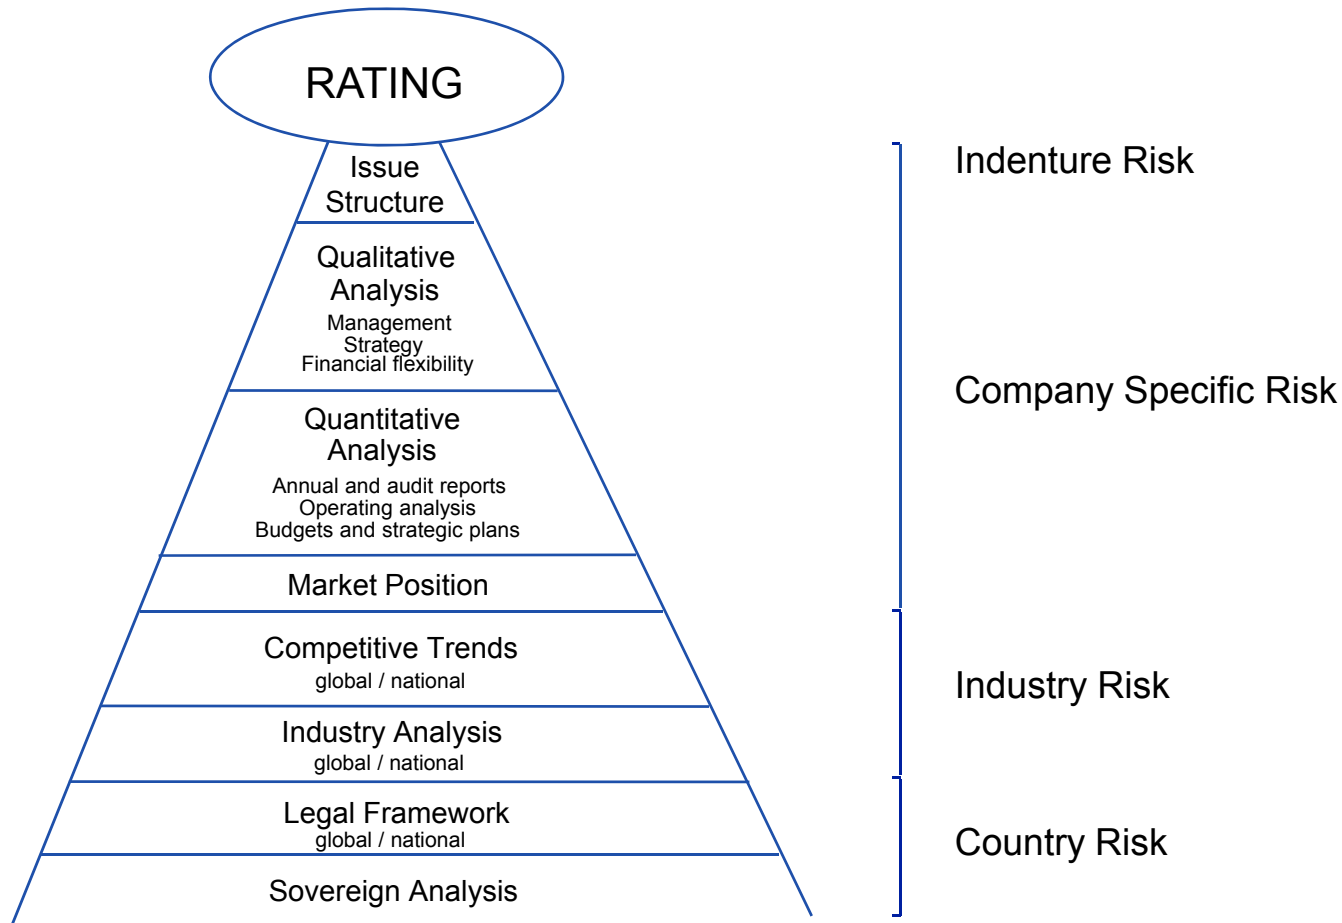 RATING
Issue
Structure
Qualitative
Analysis
Management
Strategy
Financial flexibility
Quantitative
Analysis
Annual and audit reports
Operating analysis
Budgets and strategic plans
Market Position
Competitive Trends
global / national
Industry Analysis
global / national
Legal Framework
global / national
Sovereign Analysis
Indenture Risk
Company Specific Risk
Industry Risk
Country Risk